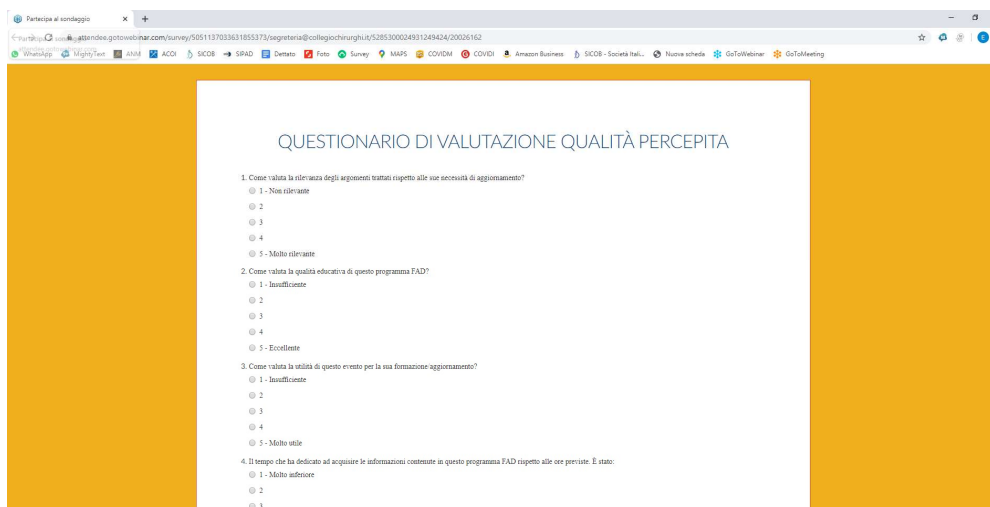 Partecipa al sondaggio
attendee.gotowebinar.com/survey/5051137033631855373/segreteria@collegiochirurghi.it/5285300024931249424/20026162
WhatsApp MightyText ANM ACOI SICOB SIPAD Dettato Foto Survey MAPS COVIDM COVIDI Amazon Business SICOB - Società Itali... Nuova scheda GoToWebinar GoToMeeting
QUESTIONARIO DI VALUTAZIONE QUALITÀ PERCEPITA
1. Come valuta la rilevanza degli argomenti trattati rispetto alle sue necessità di aggiornamento?
1 - Non rilevante
2
3
4
5 - Molto rilevante
2. Come valuta la qualità educativa di questo programma FAD?
1 - Insufficiente
2
3
4
5 - Eccellente
3. Come valuta la utilità di questo evento per la sua formazione/aggiornamento?
1 - Insufficiente
2
3
4
5 - Molto utile
4. Il tempo che ha dedicato ad acquisire le informazioni contenute in questo programma FAD rispetto alle ore previste. È stato:
1 - Molto inferiore
2
3